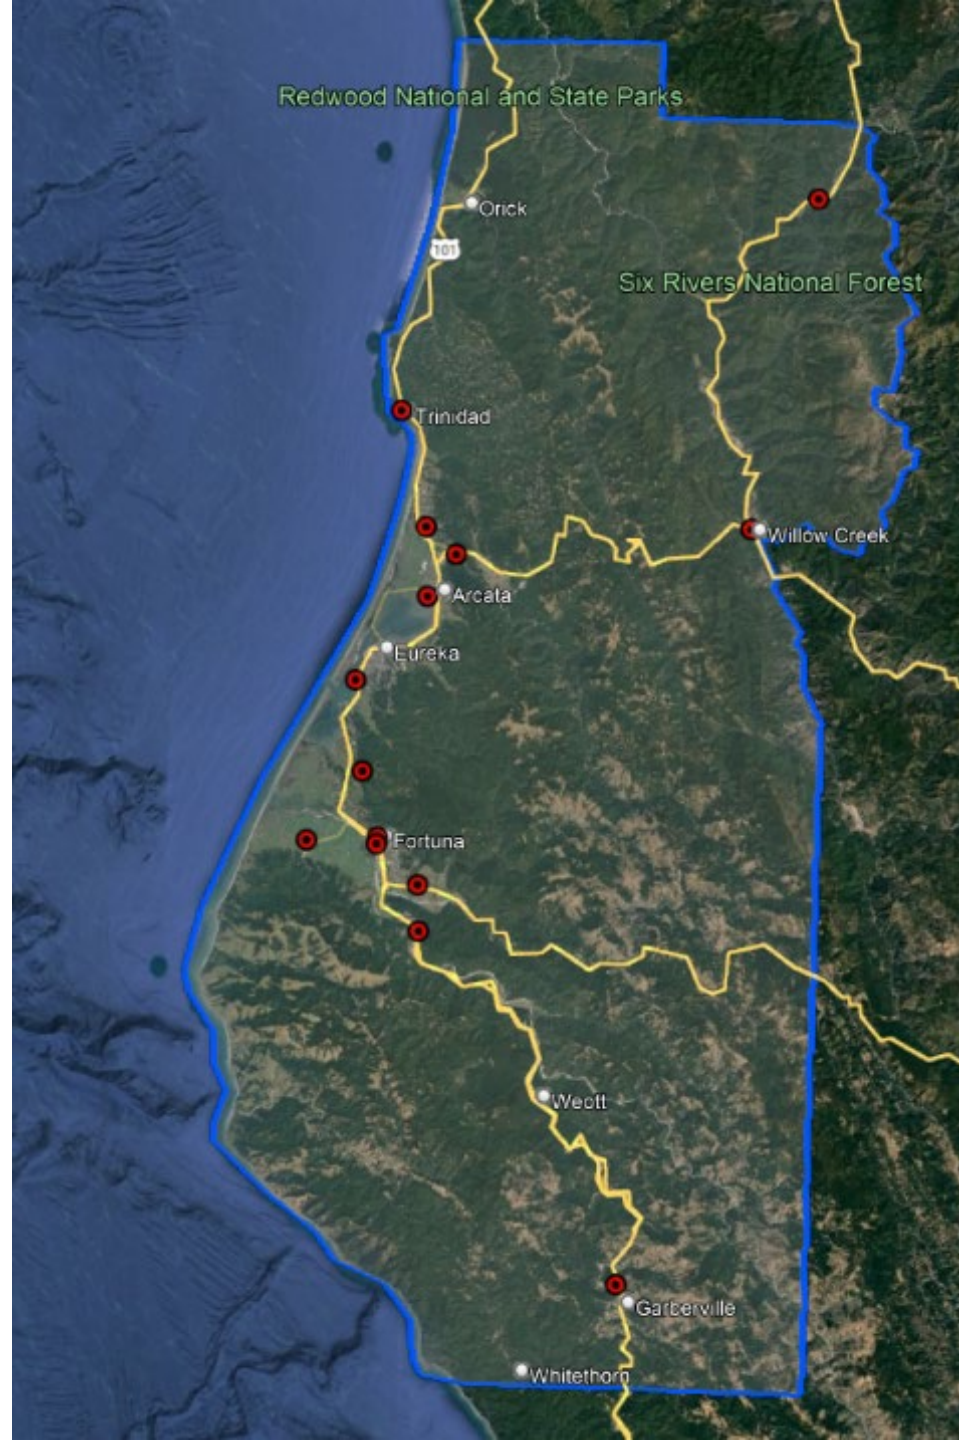 Redwood National and State Parks
Orick
101
Six Rivers National Forest
Trinidad
Willow Creek
Arcata
Eureka
Fortuna
Weott
Garberville
Whitethorn